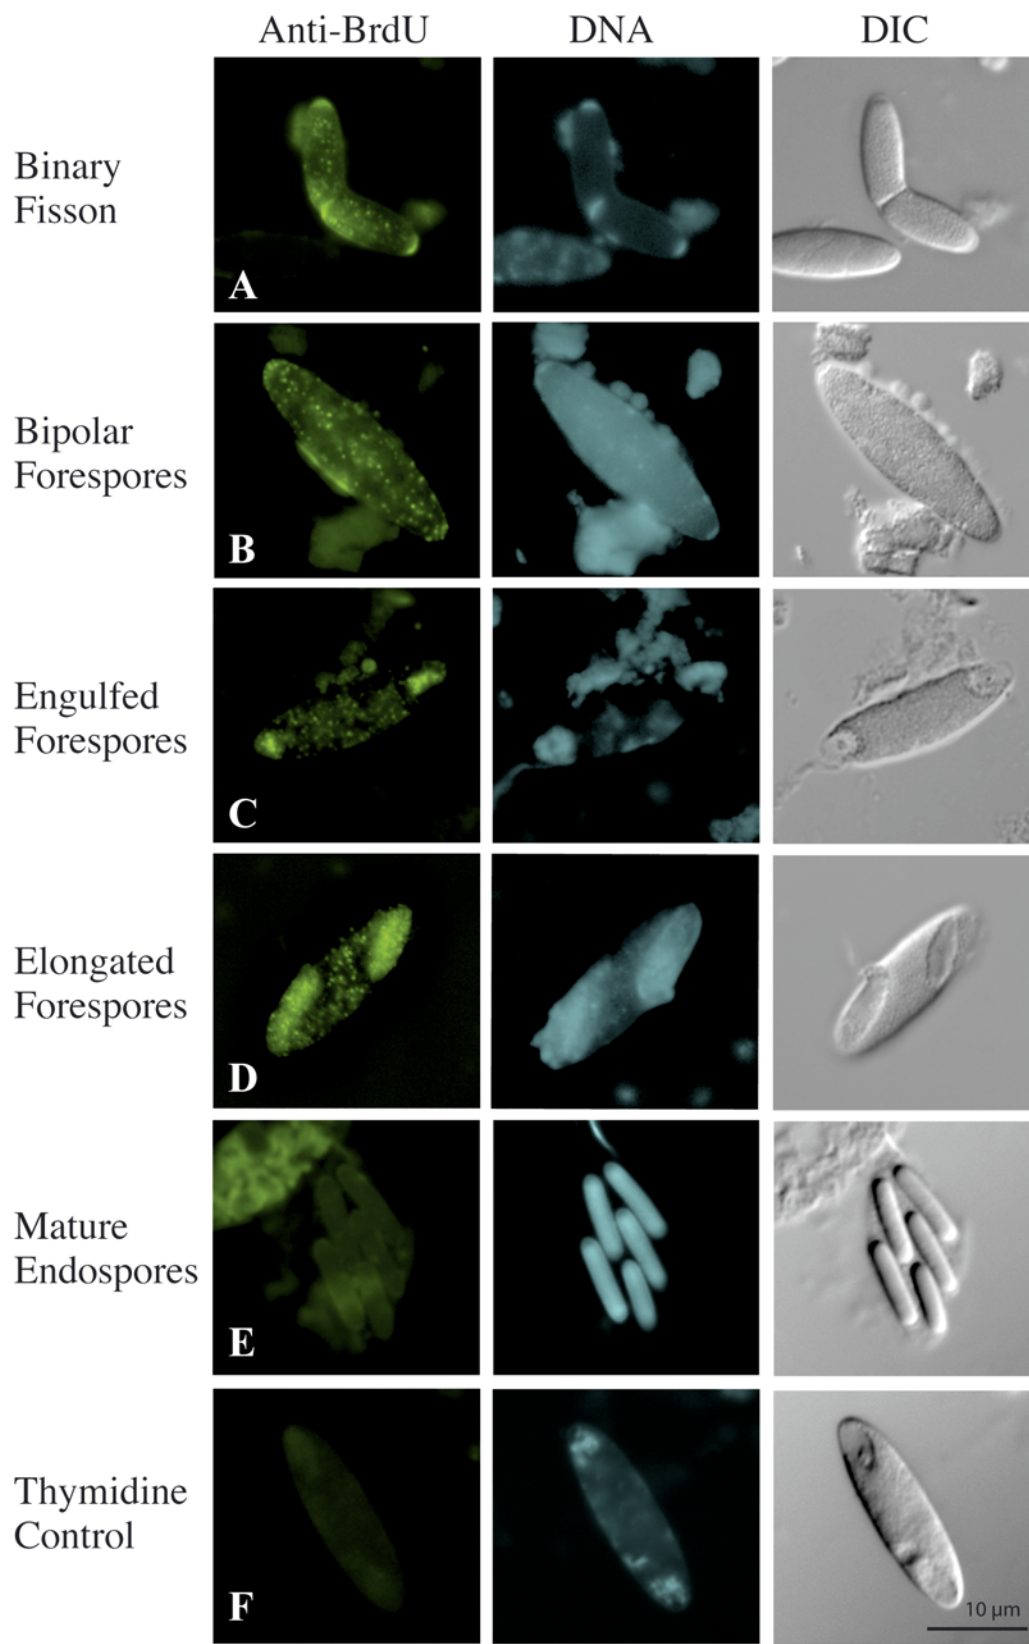 Anti-BrdU DNA DIC
Binary
Fisson
A
Bipolar
Forespores
B
Engulfed
Forespores
C
Elongated
Forespores
D
Mature
Endospores
E
Thymidine
Control
F
10 µm